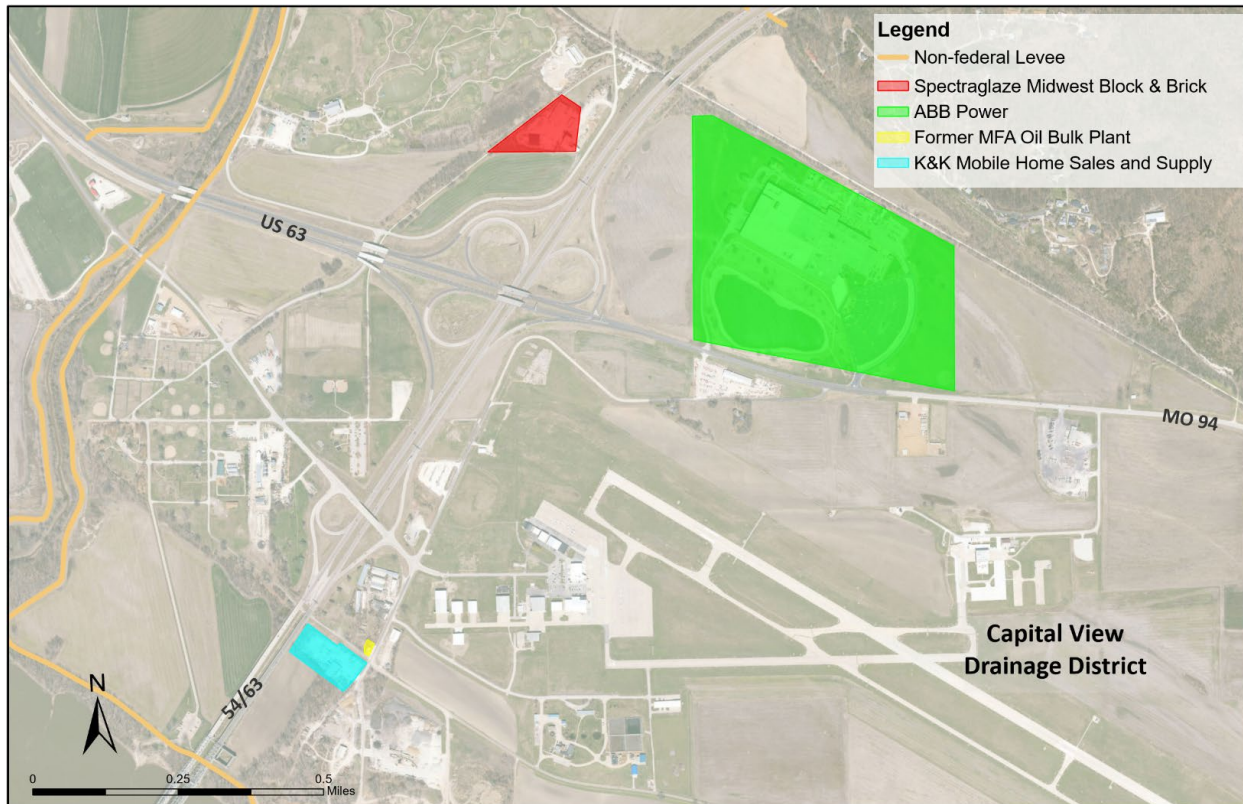 Legend
Non-federal Levee
Spectraglaze Midwest Block & Brick
ABB Power
Former MFA Oil Bulk Plant
K&K Mobile Home Sales and Supply
US 63
MO 94
Capital View
Drainage District
54/63
N
0 0.25 0.5
Miles